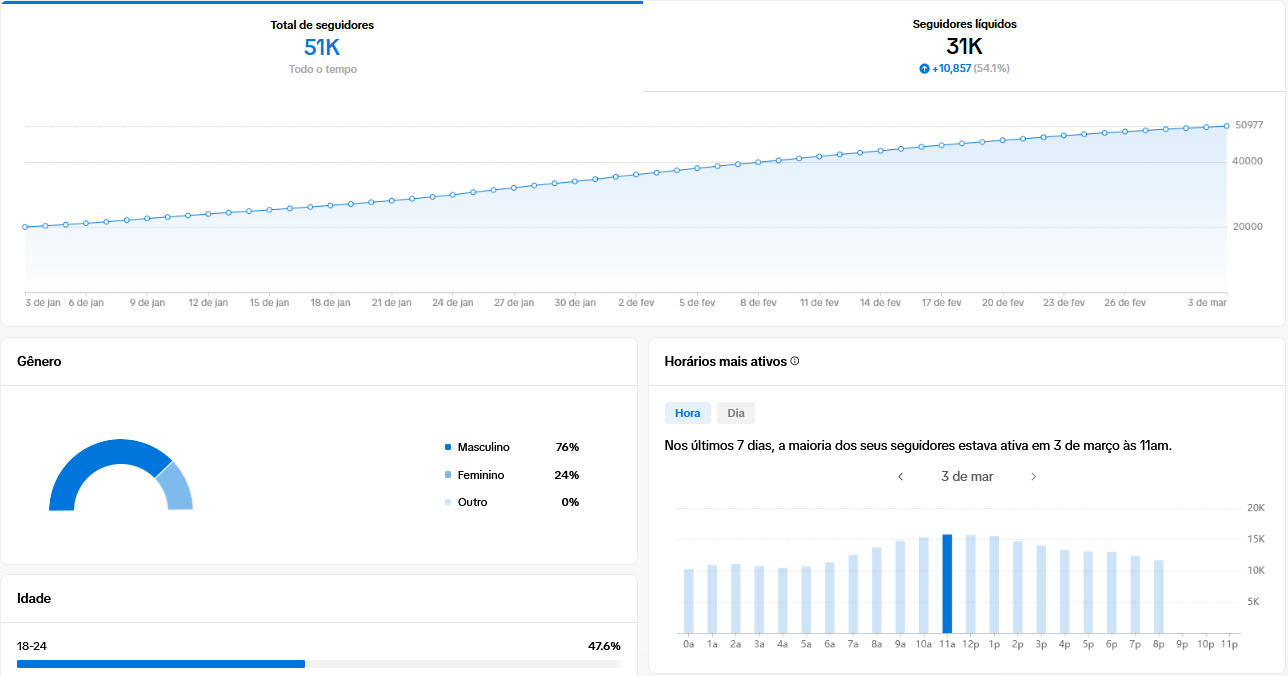 Total de seguidores
51K
Todo o tempo
Seguidores líquidos
31K
+10,857 (54.1%)
50977
40000
20000
3 de jan 6 de jan 9 de jan 12 de jan 15 de jan 18 de jan 21 de jan 24 de jan 27 de jan 30 de jan 2 de fev 5 de fev 8 de fev 11 de fev 14 de fev 17 de fev 20 de fev 23 de fev 26 de fev 3 de mar
Gênero
Masculino 76%
Feminino 24%
Outro 0%
Idade
18-24 47.6%
Horários mais ativos
Hora Dia
Nos últimos 7 dias, a maioria dos seus seguidores estava ativa em 3 de março às 11am.
3 de mar
20K
15K
10K
5K
0a 1a 2a 3a 4a 5a 6a 7a 8a 9a 10a 11a 12p 1p 2p 3p 4p 5p 6p 7p 8p 9p 10p 11p